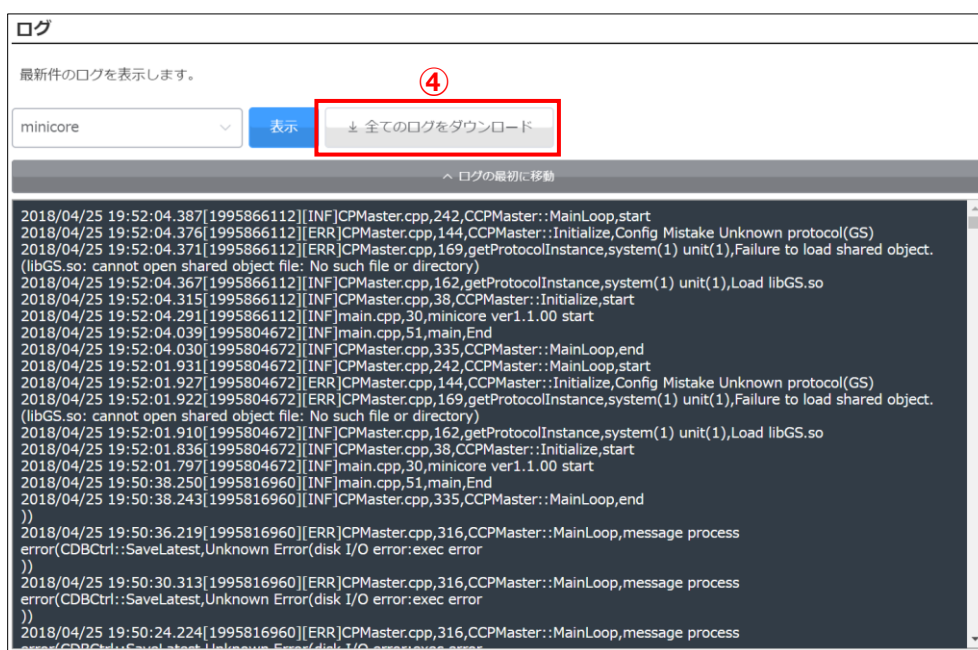 ログ
最新件のログを表示します。
④
minicore
表示
全てのログをダウンロード
ログの最初に移動
2018/04/25 19:52:04.387[1995866112][INF]CPMaster.cpp,242,CCPMaster::MainLoop,start
2018/04/25 19:52:04.376[1995866112][ERR]CPMaster.cpp,144,CCPMaster::Initialize,Config Mistake Unknown protocol(GS)
2018/04/25 19:52:04.371[1995866112][ERR]CPMaster.cpp,169,getProtocolInstance,system(1) unit(1),Failure to load shared object.
(libGS.so: cannot open shared object file: No such file or directory)
2018/04/25 19:52:04.367[1995866112][INF]CPMaster.cpp,162,getProtocolInstance,system(1) unit(1),Load libGS.so
2018/04/25 19:52:04.315[1995866112][INF]CPMaster.cpp,38,CCPMaster::Initialize,start
2018/04/25 19:52:04.291[1995866112][INF]main.cpp,30,minicore ver1.1.00 start
2018/04/25 19:52:04.039[1995804672][INF]main.cpp,51,main,End
2018/04/25 19:52:04.030[1995804672][INF]CPMaster.cpp,335,CCPMaster::MainLoop,end
2018/04/25 19:52:01.931[1995804672][INF]CPMaster.cpp,242,CCPMaster::MainLoop,start
2018/04/25 19:52:01.927[1995804672][ERR]CPMaster.cpp,144,CCPMaster::Initialize,Config Mistake Unknown protocol(GS)
2018/04/25 19:52:01.922[1995804672][ERR]CPMaster.cpp,169,getProtocolInstance,system(1) unit(1),Failure to load shared object.
(libGS.so: cannot open shared object file: No such file or directory)
2018/04/25 19:52:01.910[1995804672][INF]CPMaster.cpp,162,getProtocolInstance,system(1) unit(1),Load libGS.so
2018/04/25 19:52:01.836[1995804672][INF]CPMaster.cpp,38,CCPMaster::Initialize,start
2018/04/25 19:52:01.797[1995804672][INF]main.cpp,30,minicore ver1.1.00 start
2018/04/25 19:50:38.250[1995816960][INF]main.cpp,51,main,End
2018/04/25 19:50:38.243[1995816960][INF]CPMaster.cpp,335,CCPMaster::MainLoop,end
))
2018/04/25 19:50:36.219[1995816960][ERR]CPMaster.cpp,316,CCPMaster::MainLoop,message process
error(CDBCtrl::SaveLatest,Unknown Error(disk I/O error:exec error
))
2018/04/25 19:50:30.313[1995816960][ERR]CPMaster.cpp,316,CCPMaster::MainLoop,message process
error(CDBCtrl::SaveLatest,Unknown Error(disk I/O error:exec error
))
2018/04/25 19:50:24.224[1995816960][ERR]CPMaster.cpp,316,CCPMaster::MainLoop,message process
error(CDBCtrl::SaveLatest,Unknown Error(disk I/O error:exec error